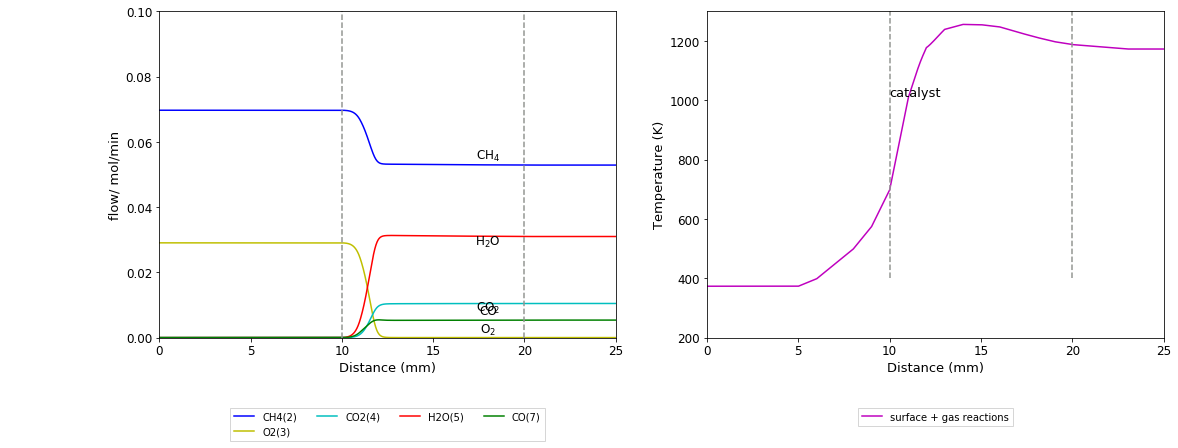 0.10
0.08
0.06
0.04
0.02
0.00
flow/ mol/min
CH₄
H₂O
CO₂
CO
O₂
0 5 10 15 20 25
Distance (mm)
CH4(2) CO2(4) H2O(5) CO(7)
O2(3)
1200
1000
800
600
400
200
Temperature (K)
catalyst
0 5 10 15 20 25
Distance (mm)
surface + gas reactions